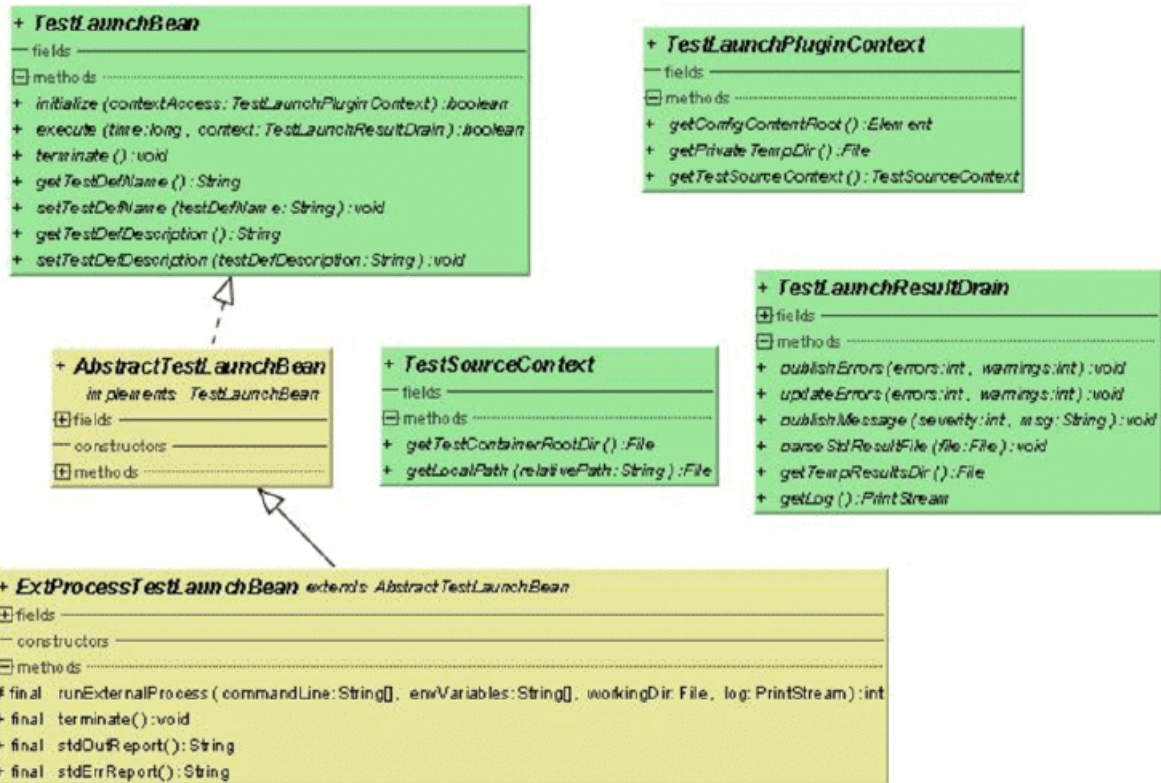 + TestLaunchBean
fields
methods
+ initialize (contextAccess: TestLaunchPluginContext) :boolean
+ execute (time:long, context: TestLaunchResultDrain) :boolean
+ terminate () :void
+ getTestDefName () :String
+ setTestDefName (testDefName: String) :void
+ getTestDefDescription () :String
+ setTestDefDescription (testDefDescription: String) :void
+ TestLaunchPluginContext
fields
methods
+ getConfigContentRoot () :Element
+ getPrivateTempDir () :File
+ getTestSourceContext () :TestSourceContext
+ TestLaunchResultDrain
fields
methods
+ publishErrors (errors:int, warnings:int) :void
+ updateErrors (errors:int, warnings:int) :void
+ publishMessage (severity:int, msg:String) :void
+ parseStdResultFile (file:File) :void
+ getTempResultsDir () :File
+ getLog () :PrintStream
+ AbstractTestLaunchBean
implements TestLaunchBean
fields
constructors
methods
+ TestSourceContext
fields
methods
+ getTestContainerRootDir () :File
+ getLocalPath (relativePath: String) :File
+ ExtProcessTestLaunchBean extends AbstractTestLaunchBean
fields
constructors
methods
# final runExternalProcess (commandLine: String[], envVariables: String[], workingDir: File, log: PrintStream) :int
+ final terminate() :void
+ final stdOutReport() :String
+ final stdErrReport() :String